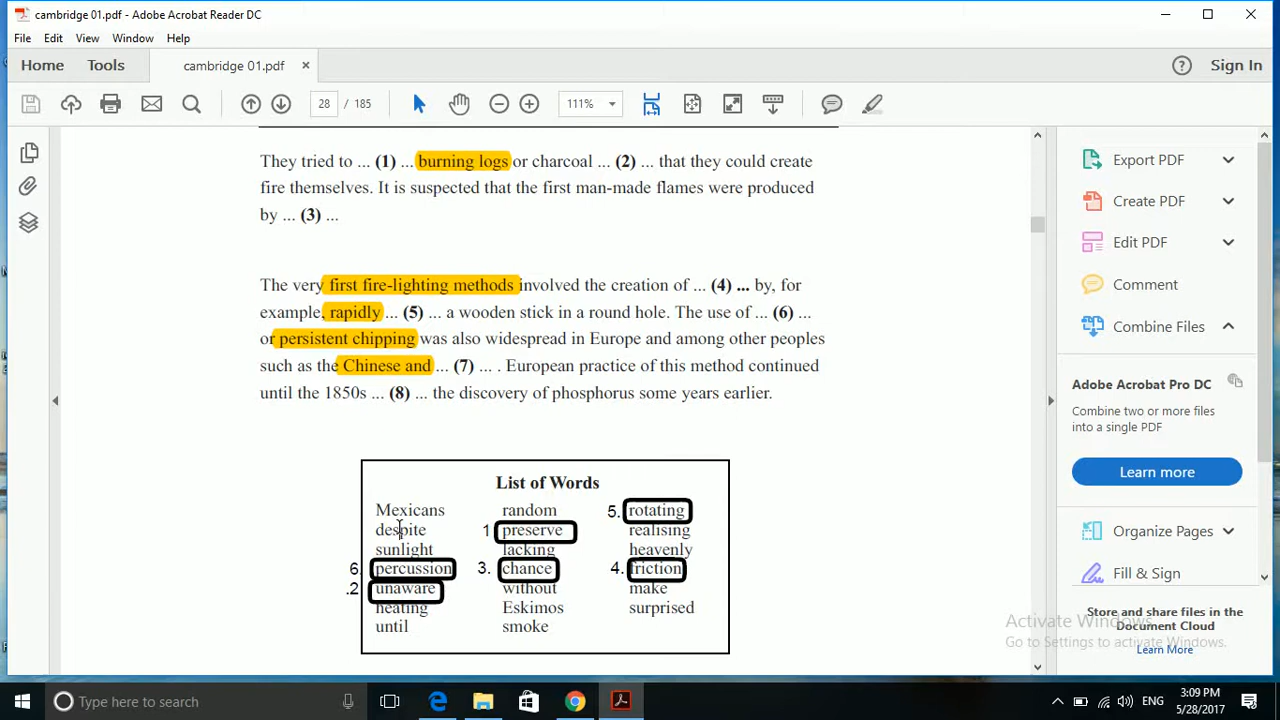 cambridge 01.pdf - Adobe Acrobat Reader DC
File Edit View Window Help
Home Tools cambridge 01.pdf × ? Sign In
28 / 185 111%
They tried to ... (1) ... burning logs or charcoal ... (2) ... that they could create
fire themselves. It is suspected that the first man-made flames were produced
by ... (3) ...
The very first fire-lighting methods involved the creation of ... (4) ... by, for
example, rapidly ... (5) ... a wooden stick in a round hole. The use of ... (6) ...
or persistent chipping was also widespread in Europe and among other peoples
such as the Chinese and ... (7) ... . European practice of this method continued
until the 1850s ... (8) ... the discovery of phosphorus some years earlier.
List of Words
Mexicans random 5. rotating
despite 1 preserve realising
sunlight lacking heavenly
6. percussion 3. chance 4. friction
.2 unaware without make
heating Eskimos surprised
until smoke
Export PDF
Create PDF
Edit PDF
Comment
Combine Files
Adobe Acrobat Pro DC
Combine two or more files
into a single PDF
Learn more
Organize Pages
Fill & Sign
Store and share files in the
Document Cloud
Learn More
Activate Windows
Go to Settings to activate Windows.
Type here to search
ENG
3:09 PM
5/28/2017